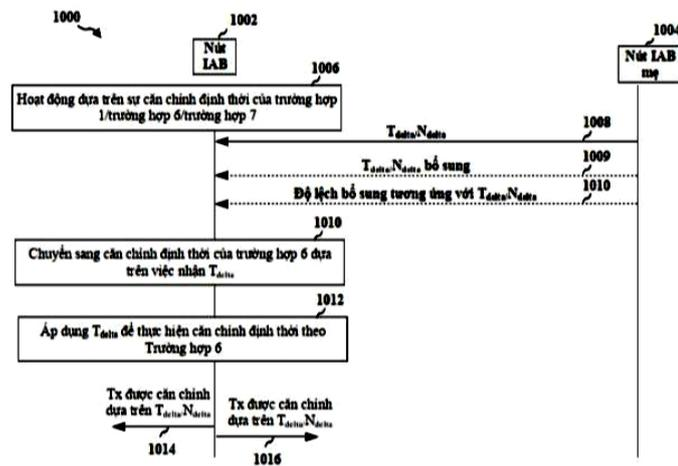 1000
1002
Nút
IAB
1004
Nút IAB
mẹ
1006
Hoạt động dựa trên sự căn chỉnh định thời của trường hợp
1/trường hợp 6/trường hợp 7
1008
Tdelta/Ndelta
1009
Tdelta/Ndelta bổ sung
1010
Độ lệch bổ sung tương ứng với Tdelta/Ndelta
1010
Chuyển sang căn chỉnh định thời của trường hợp 6 dựa
trên việc nhận Tdelta
1012
Áp dụng Tdelta để thực hiện căn chỉnh định thời theo
Trường hợp 6
Tx được căn chỉnh
dựa trên Tdelta/Ndelta
1014
Tx được căn chỉnh
dựa trên Tdelta/Ndelta
1016